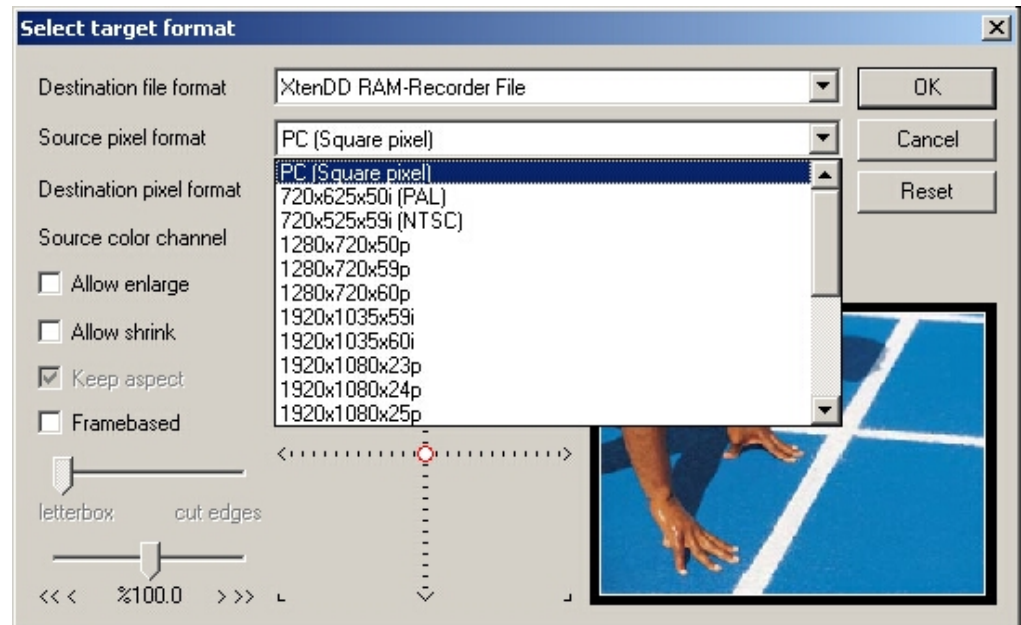 Select target format
Destination file format XtenDD RAM-Recorder File OK
Source pixel format PC (Square pixel) Cancel
PC (Square pixel)
Destination pixel format 720x625x50i (PAL) Reset
720x525x59i (NTSC)
Source color channel 1280x720x50p
1280x720x59p
Allow enlarge 1280x720x60p
1920x1035x59i
Allow shrink 1920x1035x60i
1920x1080x23p
Keep aspect 1920x1080x24p
1920x1080x25p
Framebased
letterbox cut edges
<< < %100.0 > >>